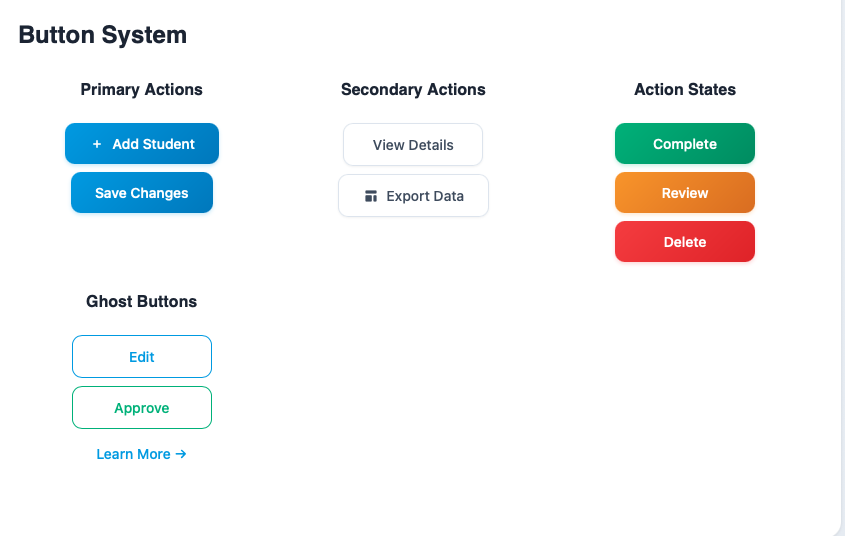 Button System
Primary Actions
+ Add Student
Save Changes
Secondary Actions
View Details
Export Data
Action States
Complete
Review
Delete
Ghost Buttons
Edit
Approve
Learn More →